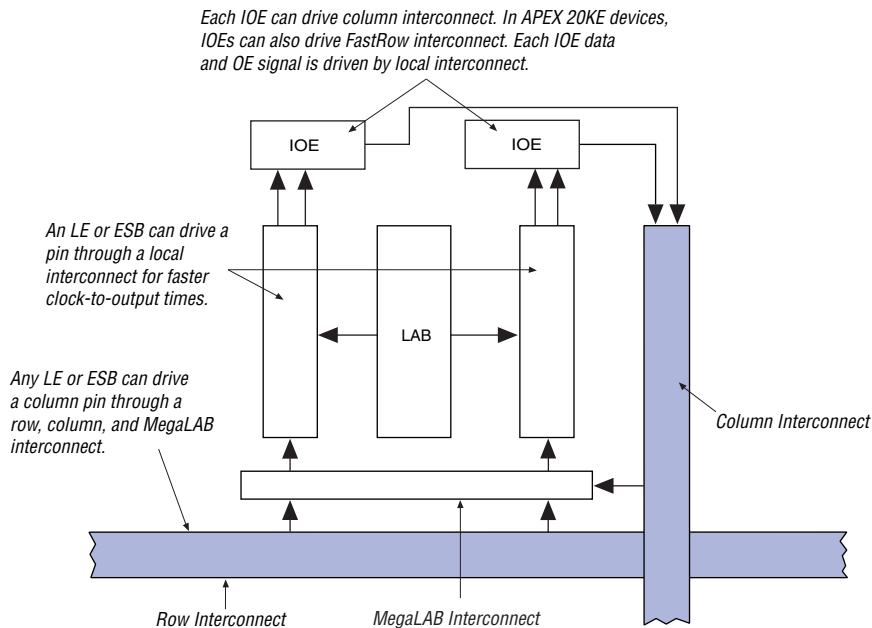 Each IOE can drive column interconnect. In APEX 20KE devices,
IOEs can also drive FastRow interconnect. Each IOE data
and OE signal is driven by local interconnect.
IOE
IOE
An LE or ESB can drive a
pin through a local
interconnect for faster
clock-to-output times.
LAB
Any LE or ESB can drive
a column pin through a
row, column, and MegaLAB
interconnect.
Column Interconnect
Row Interconnect
MegaLAB Interconnect